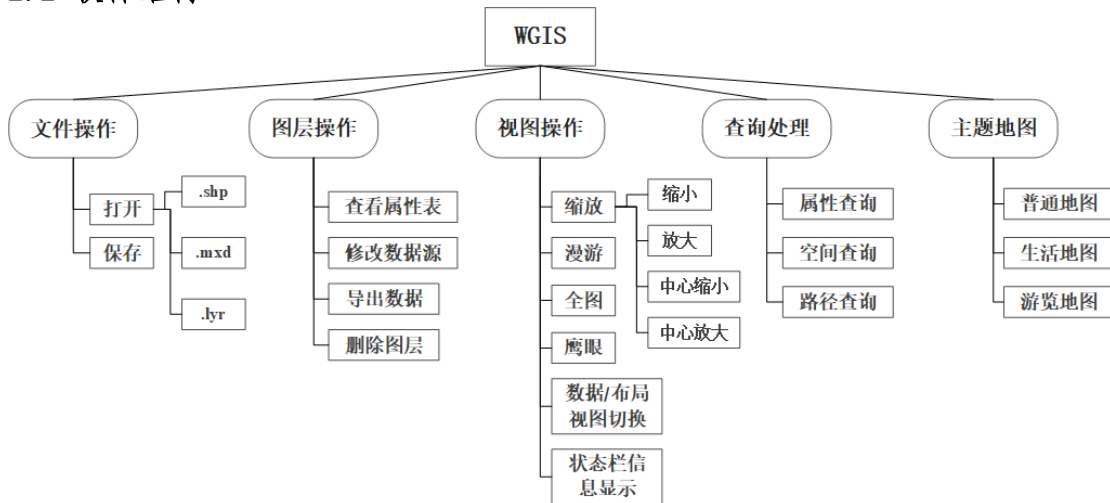 WGIS
文件操作
图层操作
视图操作
查询处理
主题地图
打开
.shp
.mxd
.lyr
保存
查看属性表
修改数据源
导出数据
删除图层
缩放
缩小
放大
中心缩小
中心放大
漫游
全图
鹰眼
数据/布局
视图切换
状态栏信
息显示
属性查询
空间查询
路径查询
普通地图
生活地图
游览地图